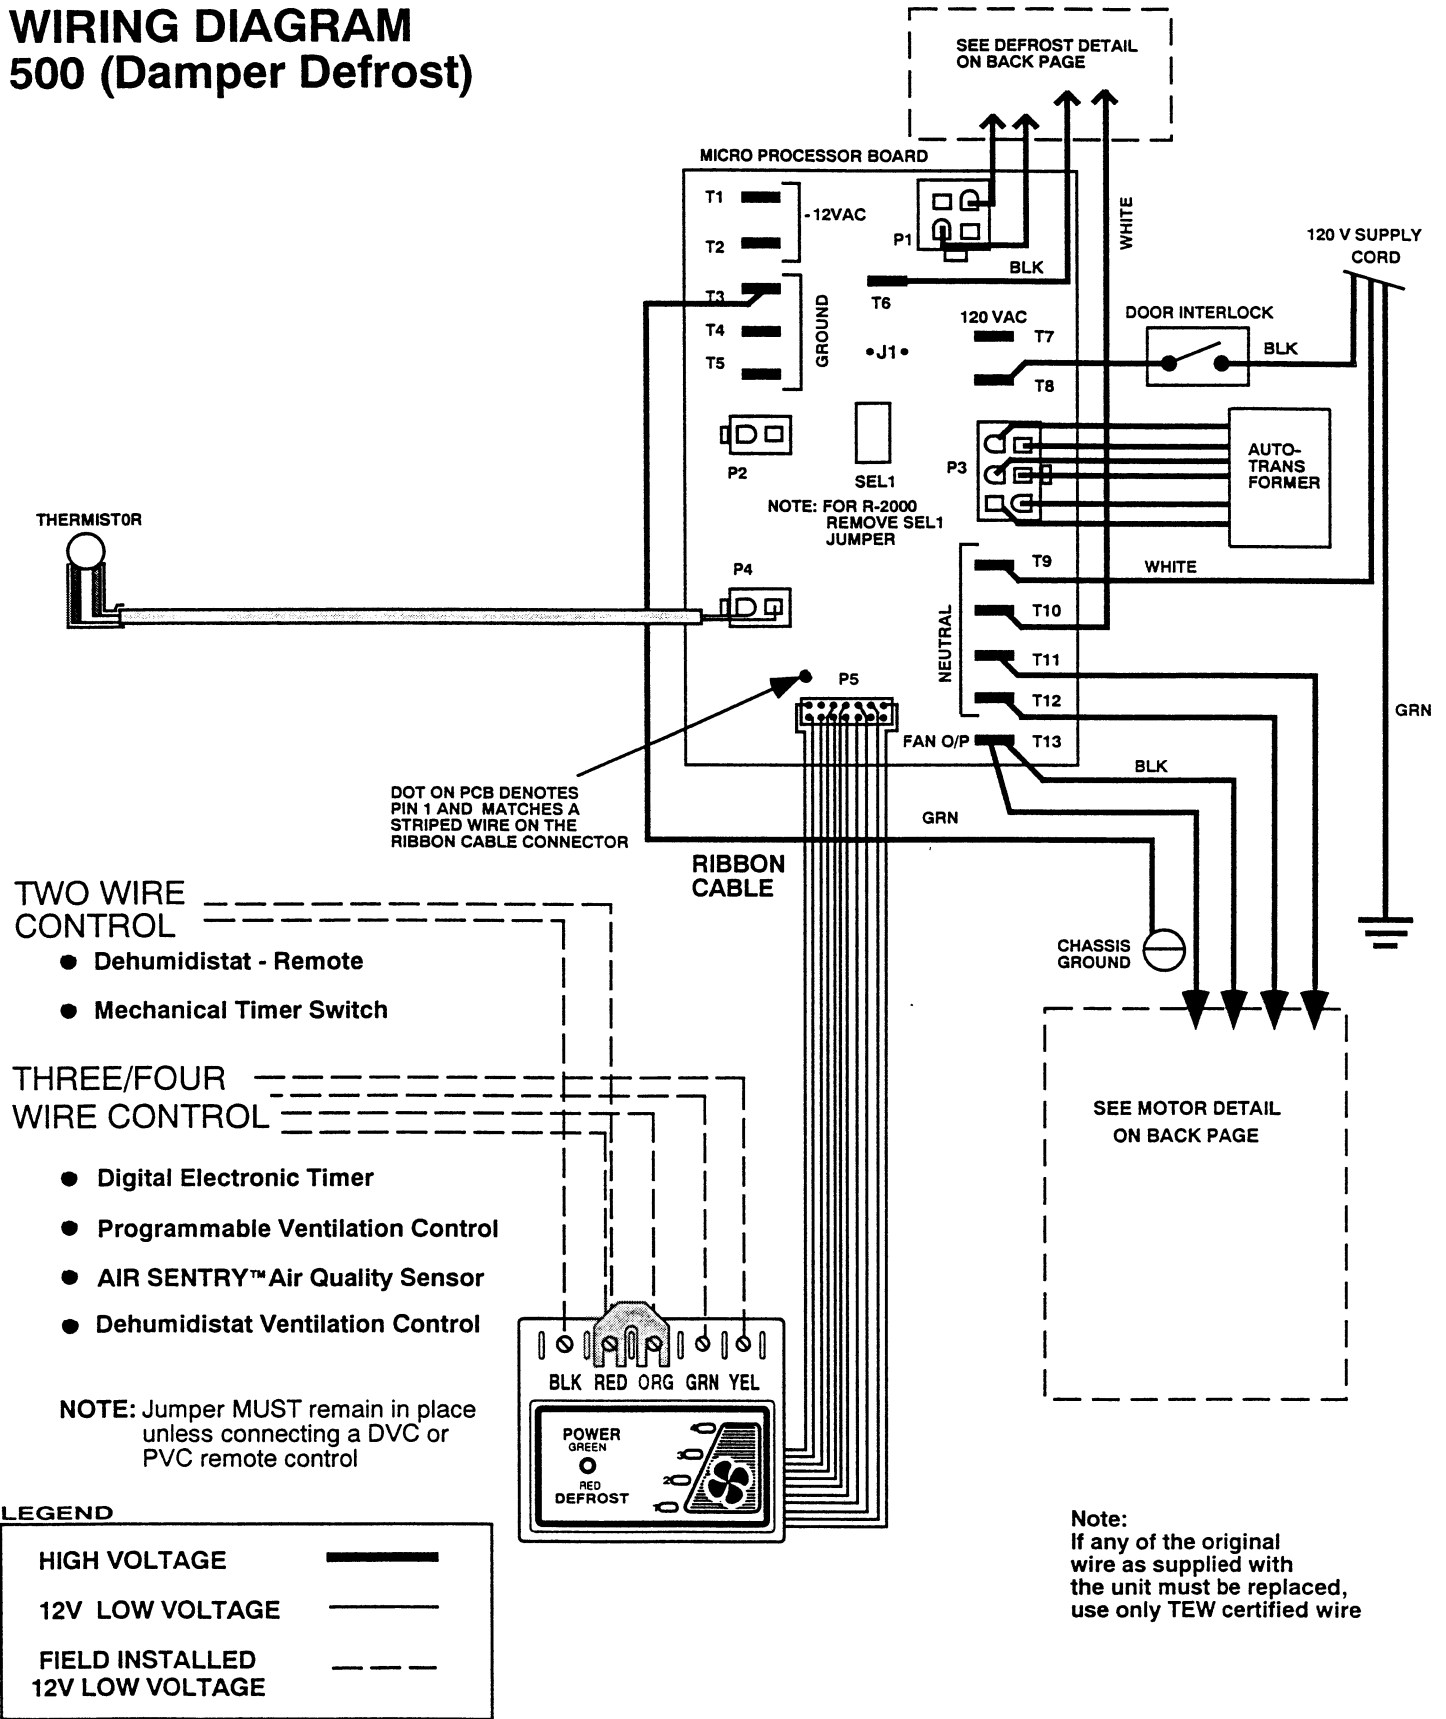 WIRING DIAGRAM
500 (Damper Defrost)
SEE DEFROST DETAIL
ON BACK PAGE
MICRO PROCESSOR BOARD
T1
T2
-12VAC
T3
T4
T5
GROUND
P1
BLK
T6
WHITE
120 VAC
T7
T8
J1
120 V SUPPLY
CORD
DOOR INTERLOCK
BLK
P2
SEL1
NOTE: FOR R-2000
REMOVE SEL1
JUMPER
P3
AUTO-
TRANS
FORMER
THERMISTOR
P4
T9
WHITE
T10
NEUTRAL
T11
T12
P5
FAN O/P
T13
BLK
GRN
GRN
DOT ON PCB DENOTES
PIN 1 AND MATCHES A
STRIPED WIRE ON THE
RIBBON CABLE CONNECTOR
RIBBON
CABLE
CHASSIS
GROUND
TWO WIRE
CONTROL
● Dehumidistat - Remote
● Mechanical Timer Switch
THREE/FOUR
WIRE CONTROL
● Digital Electronic Timer
● Programmable Ventilation Control
● AIR SENTRY™ Air Quality Sensor
● Dehumidistat Ventilation Control
NOTE: Jumper MUST remain in place
unless connecting a DVC or
PVC remote control
BLK RED ORG GRN YEL
POWER
GREEN
RED
DEFROST
4
3
2
1
SEE MOTOR DETAIL
ON BACK PAGE
LEGEND
HIGH VOLTAGE
12V LOW VOLTAGE
FIELD INSTALLED
12V LOW VOLTAGE
Note:
If any of the original
wire as supplied with
the unit must be replaced,
use only TEW certified wire